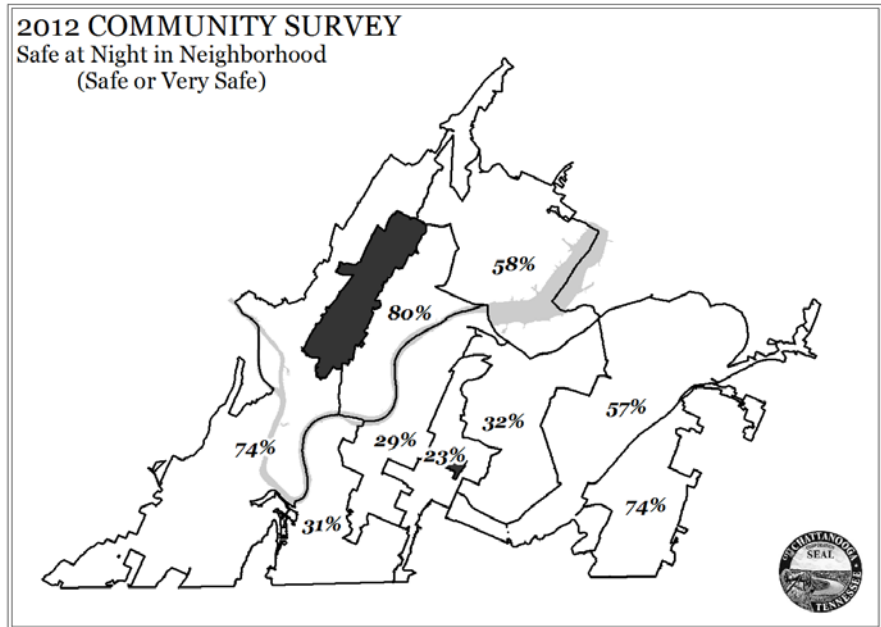 2012 COMMUNITY SURVEY
Safe at Night in Neighborhood
(Safe or Very Safe)
58%
80%
57%
32%
29%
23%
74%
74%
31%
CHATTANOOGA
SEAL
TENNESSEE